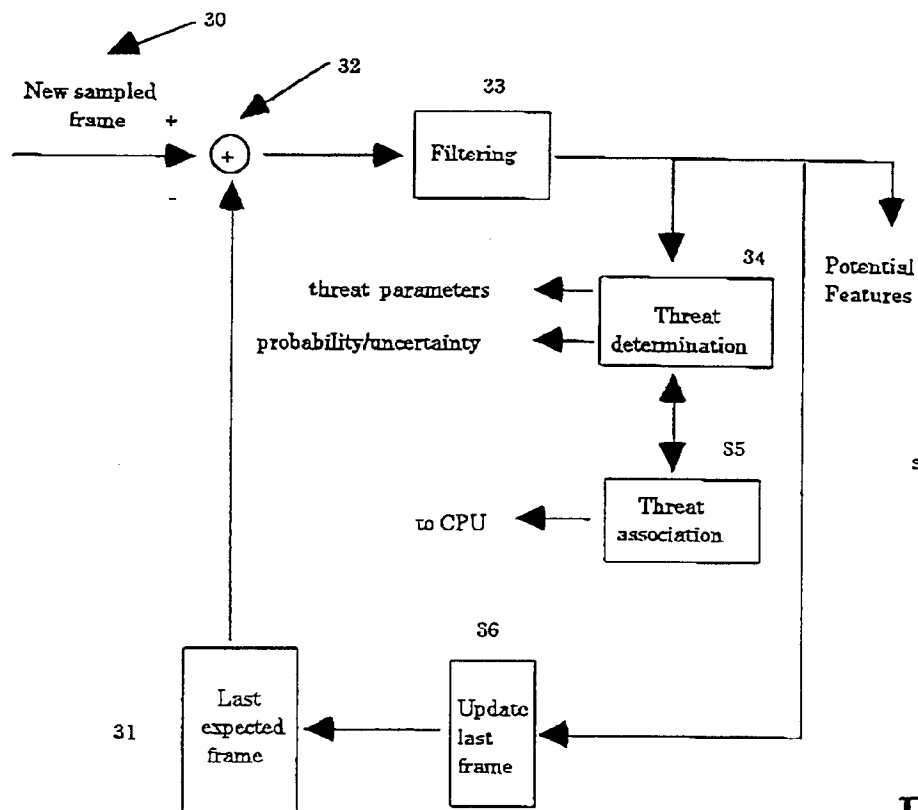 30
New sampled
frame
+
32
+
-
33
Filtering
34
Potential
Features
threat parameters
probability/uncertainty
Threat
determination
S5
s
to CPU
Threat
association
S6
31
Last
expected
frame
Update
last
frame